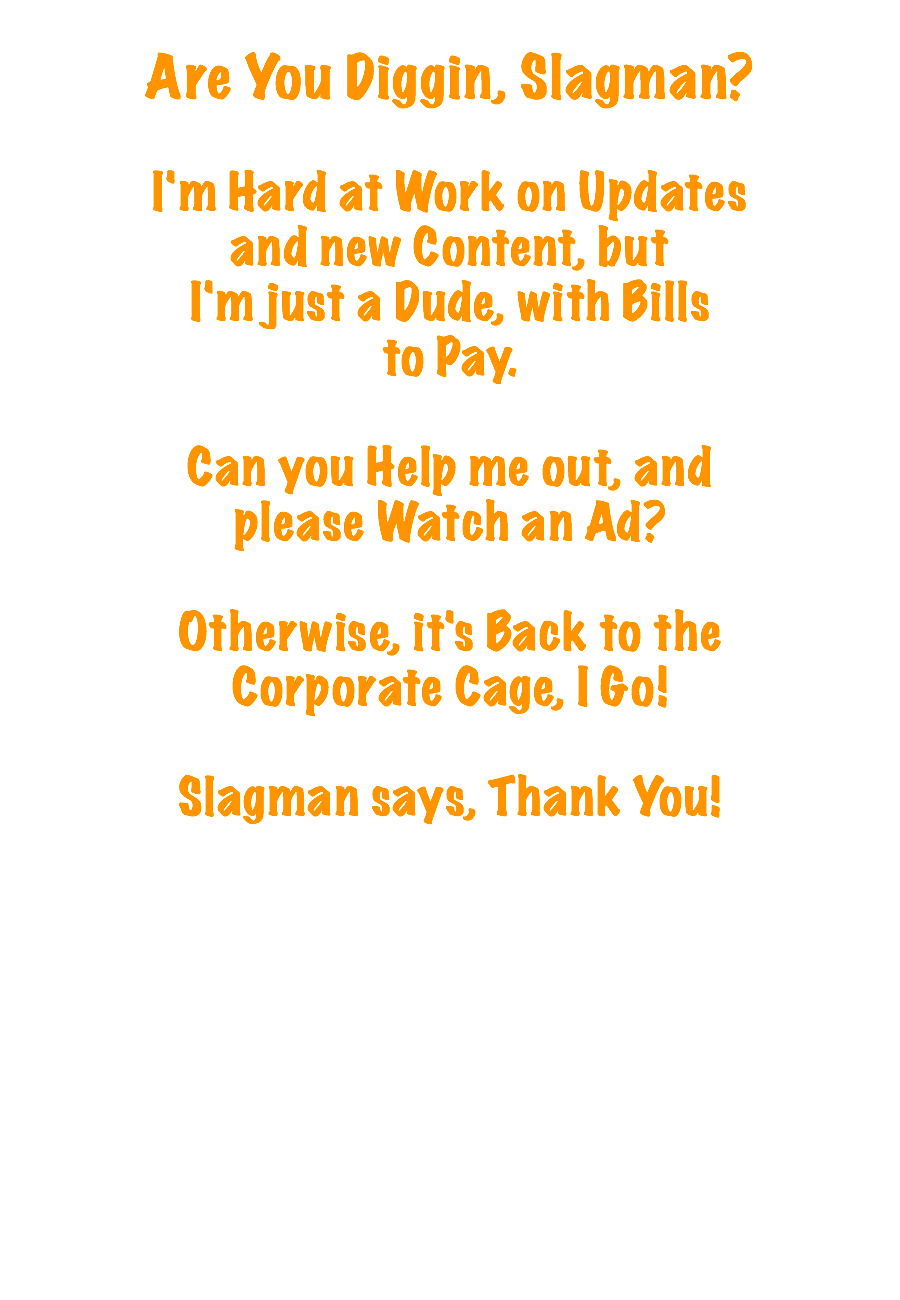 Are You Diggin, Slagman?
I'm Hard at Work on Updates
and new Content, but
I'm just a Dude, with Bills
to Pay.
Can you Help me out, and
please Watch an Ad?
Otherwise, it's Back to the
Corporate Cage, I Go!
Slagman says, Thank You!